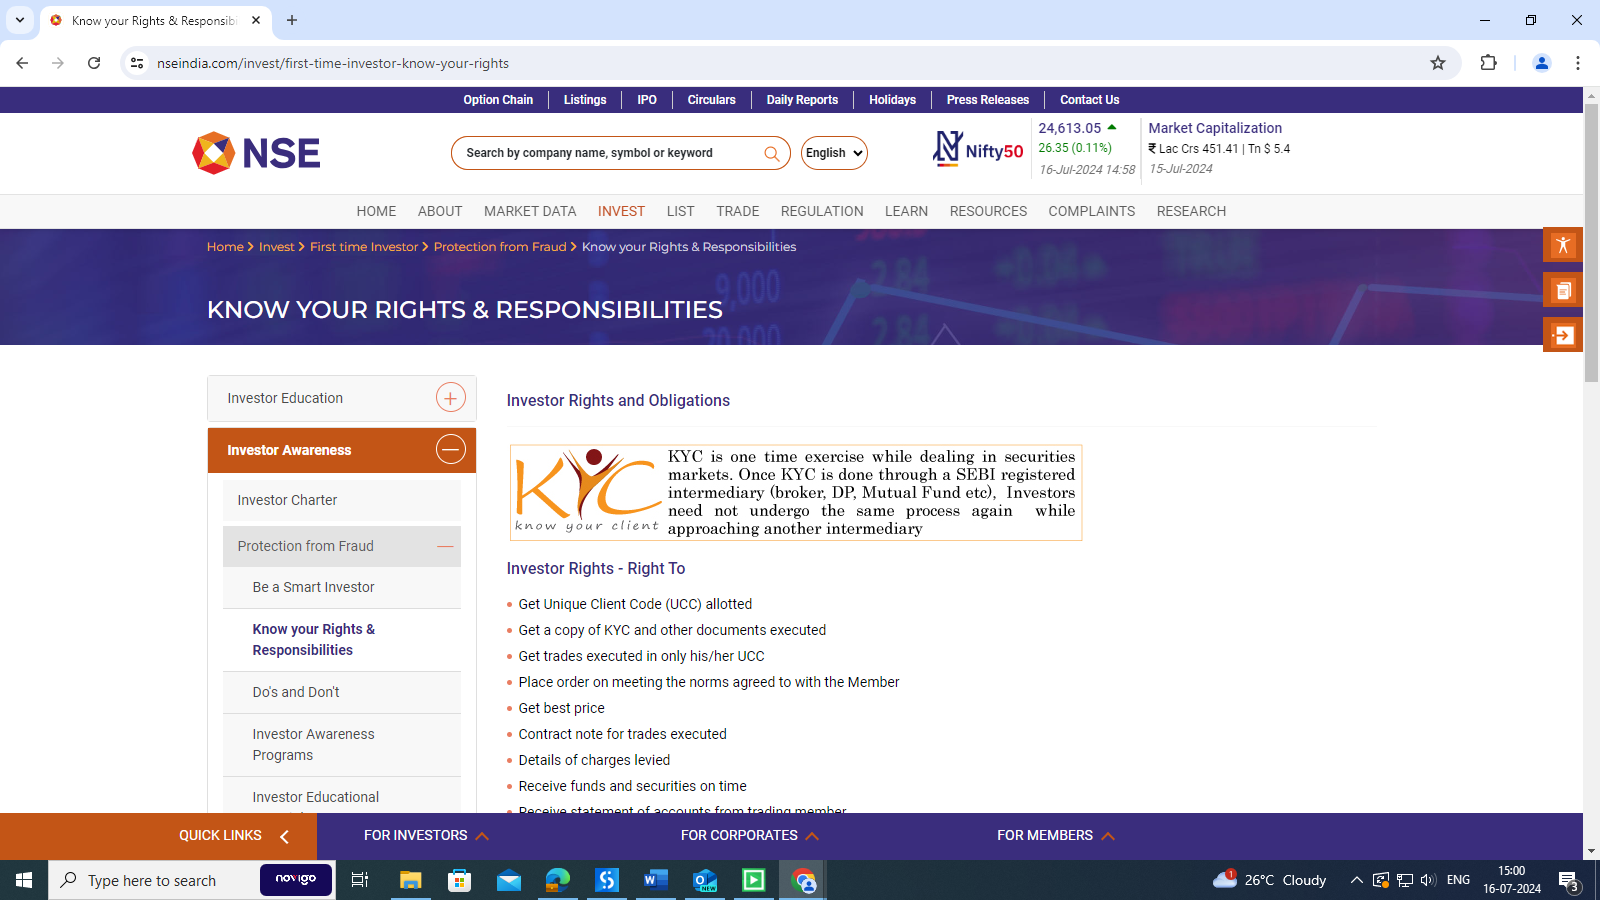 Know your Rights & Responsibi
nseindia.com/invest/first-time-investor-know-your-rights
Option Chain Listings IPO Circulars Daily Reports Holidays Press Releases Contact Us
NSE
Search by company name, symbol or keyword
English
Nifty50
24,613.05
26.35 (0.11%)
16-Jul-2024 14:58
Market Capitalization
₹ Lac Crs 451.41 | Tn $ 5.4
15-Jul-2024
HOME ABOUT MARKET DATA INVEST LIST TRADE REGULATION LEARN RESOURCES COMPLAINTS RESEARCH
Home > Invest > First time Investor > Protection from Fraud > Know your Rights & Responsibilities
KNOW YOUR RIGHTS & RESPONSIBILITIES
Investor Education
Investor Awareness
Investor Charter
Protection from Fraud
Be a Smart Investor
Know your Rights &
Responsibilities
Do's and Don't
Investor Awareness
Programs
Investor Educational
Investor Rights and Obligations
KYC
know your client
KYC is one time exercise while dealing in securities
markets. Once KYC is done through a SEBI registered
intermediary (broker, DP, Mutual Fund etc), Investors
need not undergo the same process again while
approaching another intermediary
Investor Rights - Right To
Get Unique Client Code (UCC) allotted
Get a copy of KYC and other documents executed
Get trades executed in only his/her UCC
Place order on meeting the norms agreed to with the Member
Get best price
Contract note for trades executed
Details of charges levied
Receive funds and securities on time
Receive statement of accounts from trading member
QUICK LINKS FOR INVESTORS FOR CORPORATES FOR MEMBERS
Type here to search
novigo
26°C Cloudy
ENG
15:00
16-07-2024
3